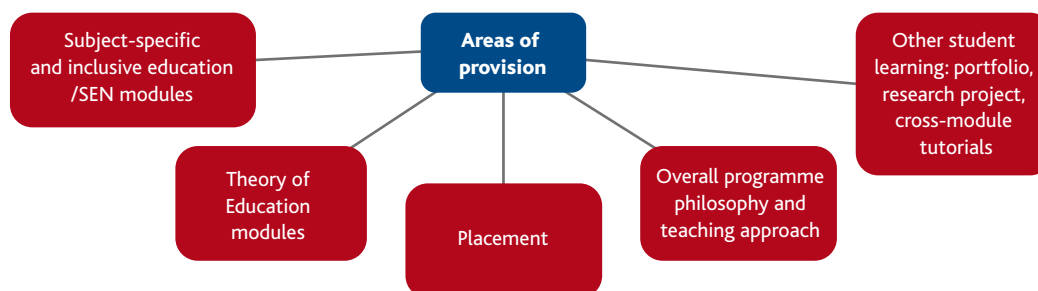 Subject-specific
and inclusive education
/SEN modules
Areas of
provision
Other student
learning: portfolio,
research project,
cross-module
tutorials
Theory of
Education
modules
Placement
Overall programme
philosophy and
teaching approach